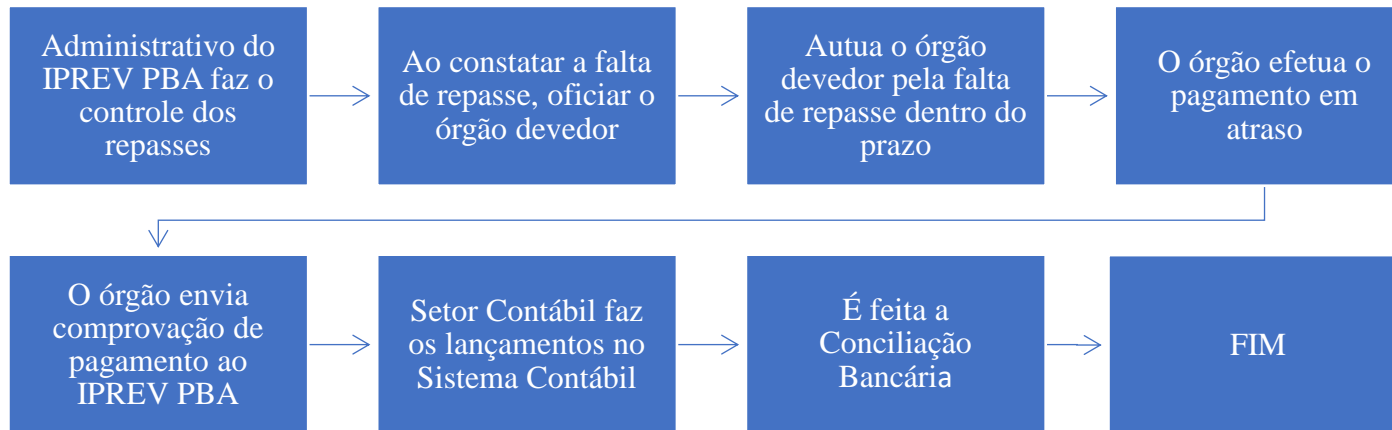 Administrativo do
IPREV PBA faz o
controle dos
repasses
Ao constatar a falta
de repasse, oficiar o
órgão devedor
Autua o órgão
devedor pela falta
de repasse dentro do
prazo
O órgão efetua o
pagamento em
atraso
O órgão envia
comprovação de
pagamento ao
IPREV PBA
Setor Contábil faz
os lançamentos no
Sistema Contábil
É feita a
Conciliação
Bancária
FIM